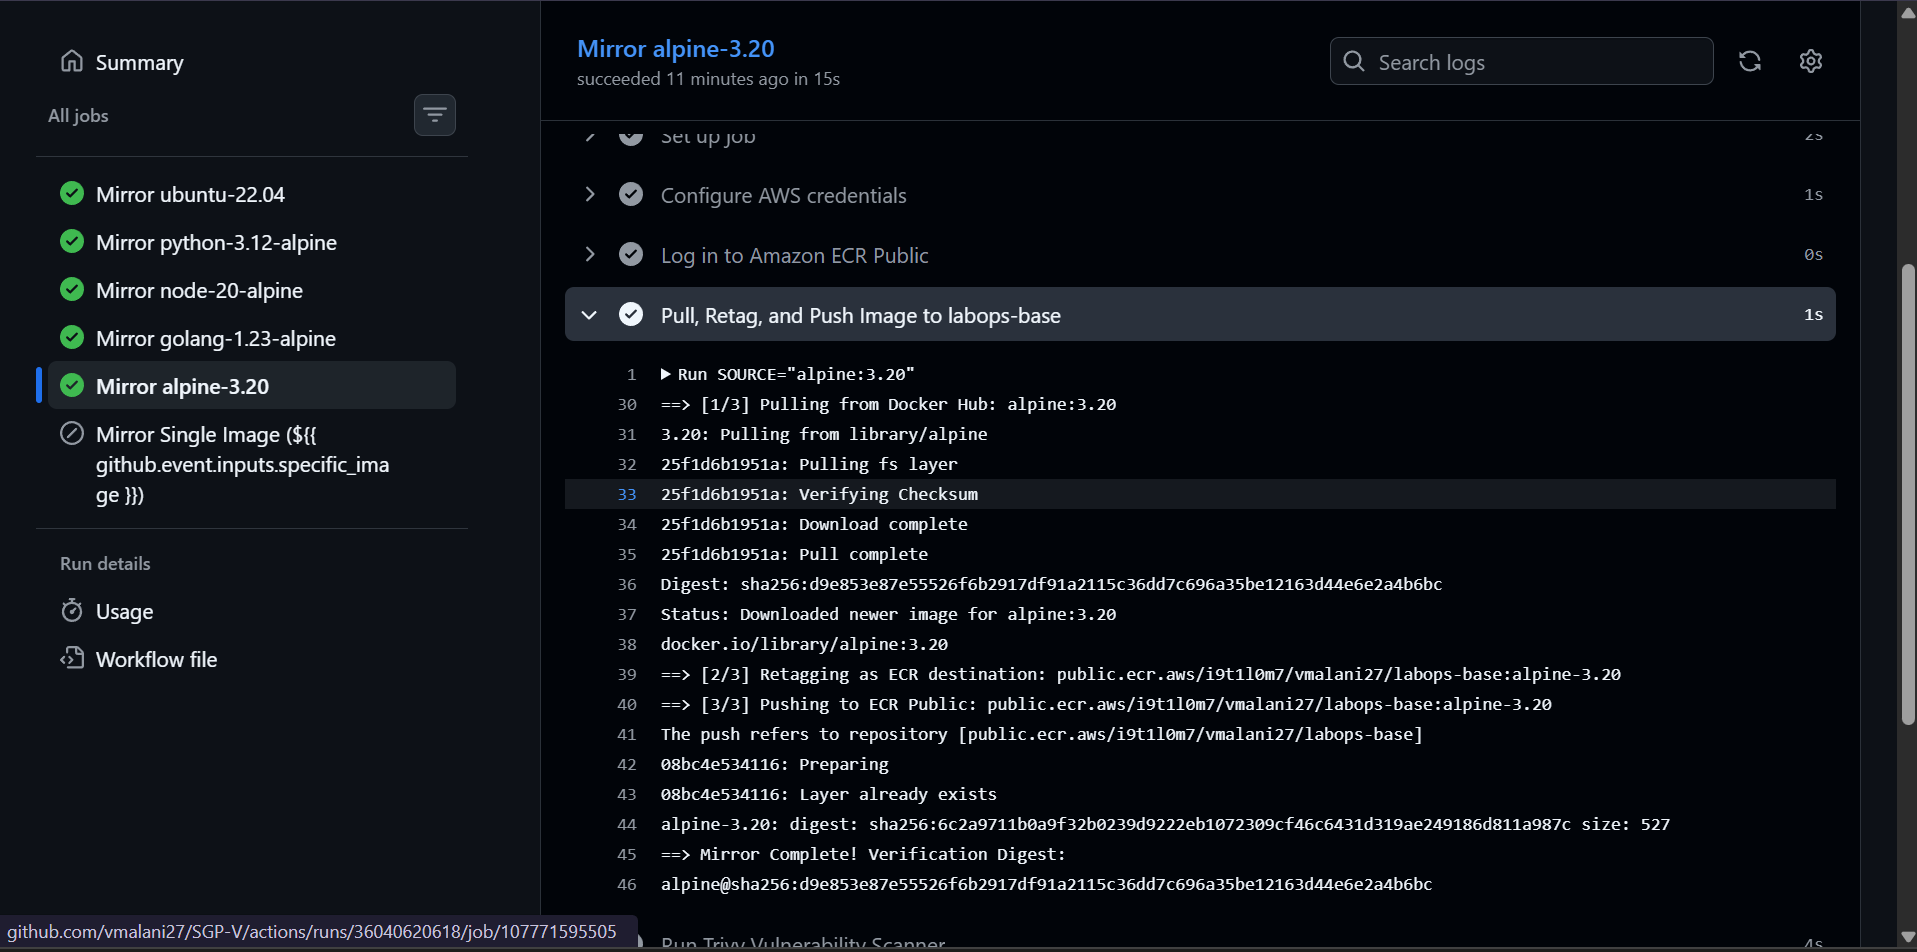 Summary
All jobs
Mirror ubuntu-22.04
Mirror python-3.12-alpine
Mirror node-20-alpine
Mirror golang-1.23-alpine
Mirror alpine-3.20
Mirror Single Image (${{
github.event.inputs.specific_ima
ge }})
Run details
Usage
Workflow file
Mirror alpine-3.20
succeeded 11 minutes ago in 15s
Search logs
Set up job 2s
Configure AWS credentials 1s
Log in to Amazon ECR Public 0s
Pull, Retag, and Push Image to labops-base 1s
1 Run SOURCE="alpine:3.20"
30 ==> [1/3] Pulling from Docker Hub: alpine:3.20
31 3.20: Pulling from library/alpine
32 25f1d6b1951a: Pulling fs layer
33 25f1d6b1951a: Verifying Checksum
34 25f1d6b1951a: Download complete
35 25f1d6b1951a: Pull complete
36 Digest: sha256:d9e853e87e55526f6b2917df91a2115c36dd7c696a35be12163d44e6e2a4b6bc
37 Status: Downloaded newer image for alpine:3.20
38 docker.io/library/alpine:3.20
39 ==> [2/3] Retagging as ECR destination: public.ecr.aws/i9t1l0m7/vmalani27/labops-base:alpine-3.20
40 ==> [3/3] Pushing to ECR Public: public.ecr.aws/i9t1l0m7/vmalani27/labops-base:alpine-3.20
41 The push refers to repository [public.ecr.aws/i9t1l0m7/vmalani27/labops-base]
42 08bc4e534116: Preparing
43 08bc4e534116: Layer already exists
44 alpine-3.20: digest: sha256:6c2a9711b0a9f32b0239d9222eb1072309cf46c6431d319ae249186d811a987c size: 527
45 ==> Mirror Complete! Verification Digest:
46 alpine@sha256:d9e853e87e55526f6b2917df91a2115c36dd7c696a35be12163d44e6e2a4b6bc
Run Trivy Vulnerability Scanner 4s
github.com/vmalani27/SGP-V/actions/runs/36040620618/job/107771595505